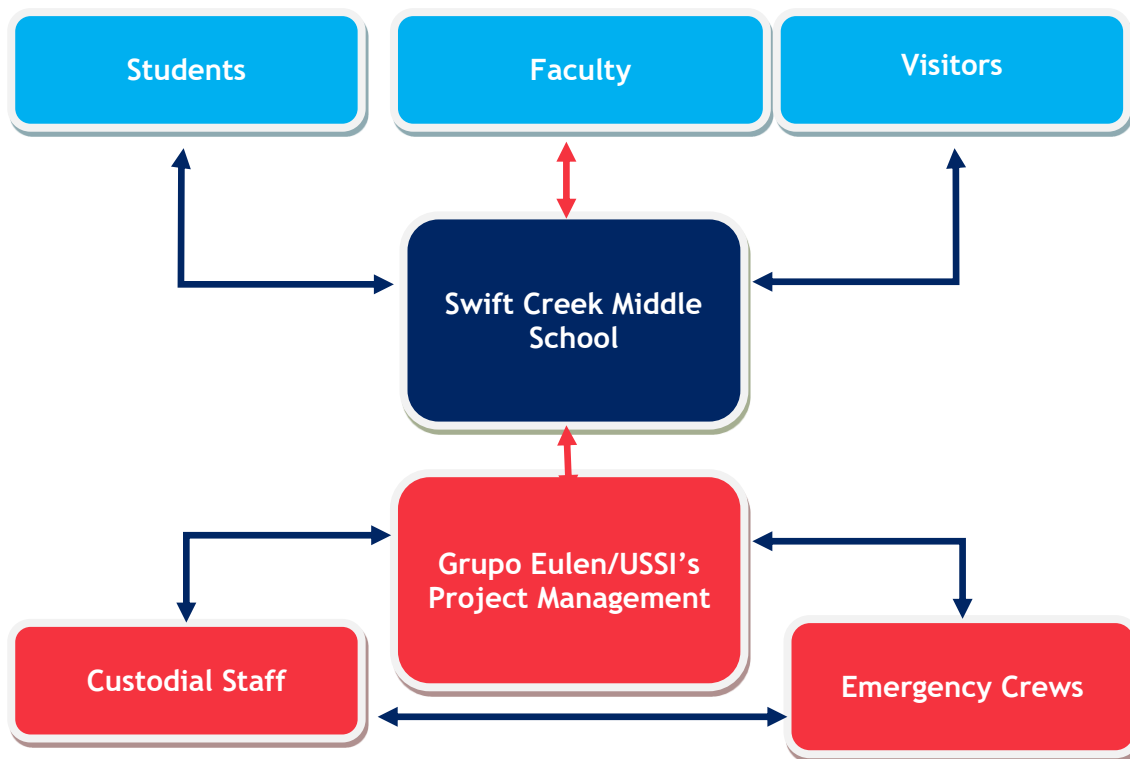 Students
Faculty
Visitors
Swift Creek Middle
School
Grupo Eulen/USSI’s
Project Management
Custodial Staff
Emergency Crews